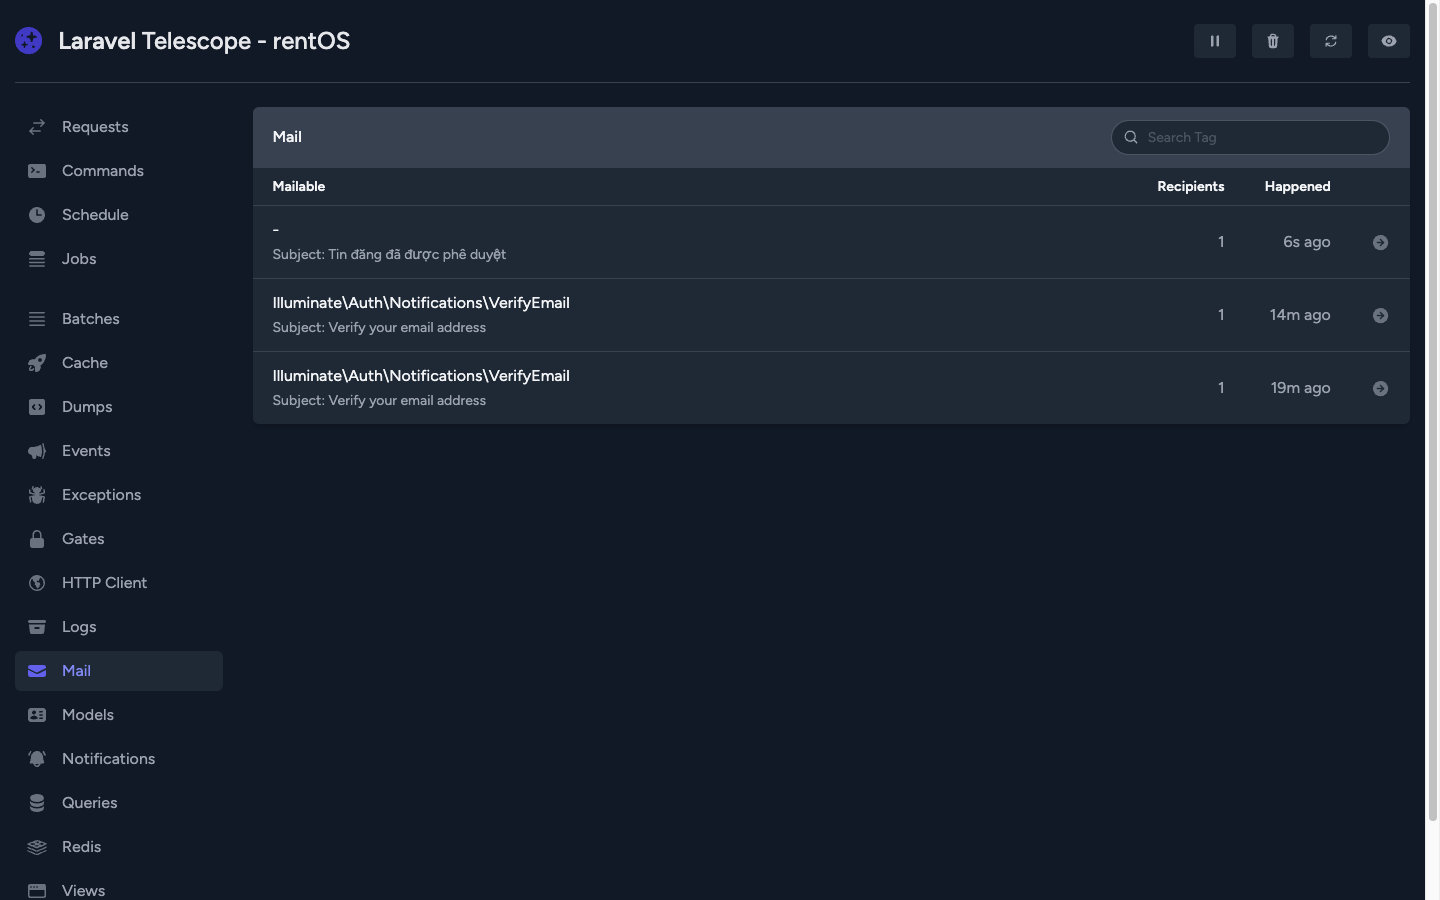 Laravel Telescope - rentOS
Requests
Commands
Schedule
Jobs
Batches
Cache
Dumps
Events
Exceptions
Gates
HTTP Client
Logs
Mail
Models
Notifications
Queries
Redis
Views
Mail
Search Tag
Mailable Recipients Happened
-
Subject: Tin đăng đã được phê duyệt
1 6s ago
Illuminate\Auth\Notifications\VerifyEmail
Subject: Verify your email address
1 14m ago
Illuminate\Auth\Notifications\VerifyEmail
Subject: Verify your email address
1 19m ago